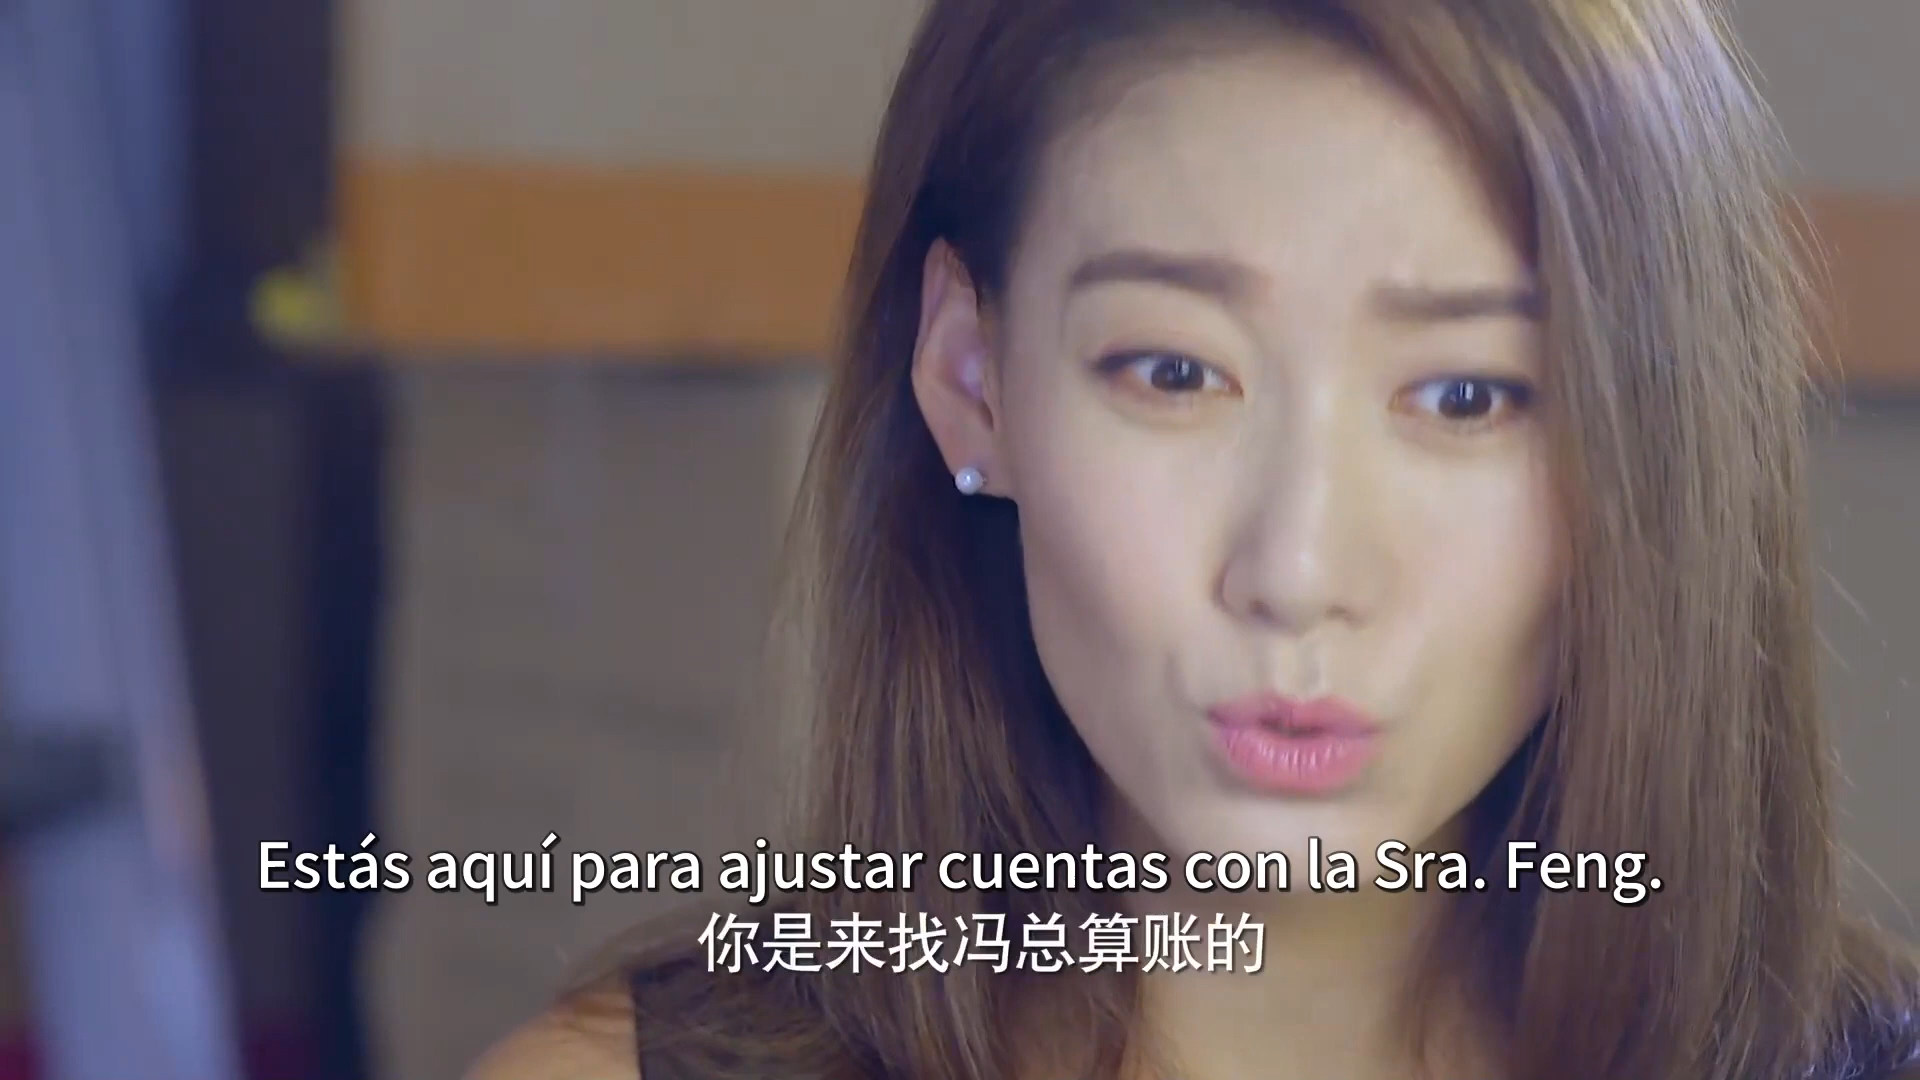 Estás aquí para ajustar cuentas con la Sra. Feng.
你是来找冯总算账的